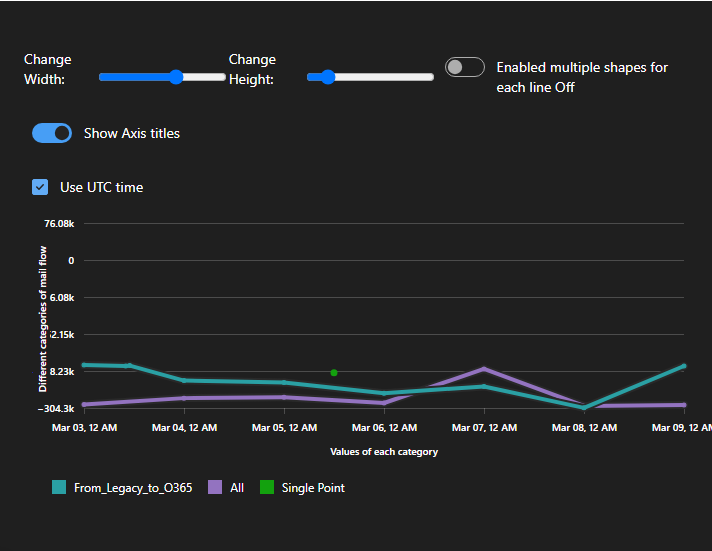 Change
Width:
Change
Height:
Enabled multiple shapes for
each line Off
Show Axis titles
Use UTC time
76.08k
0
6.08k
2.15k
8.23k
−304.3k
Different categories of mail flow
Mar 03, 12 AM
Mar 04, 12 AM
Mar 05, 12 AM
Mar 06, 12 AM
Mar 07, 12 AM
Mar 08, 12 AM
Mar 09, 12 AM
Values of each category
From_Legacy_to_O365
All
Single Point